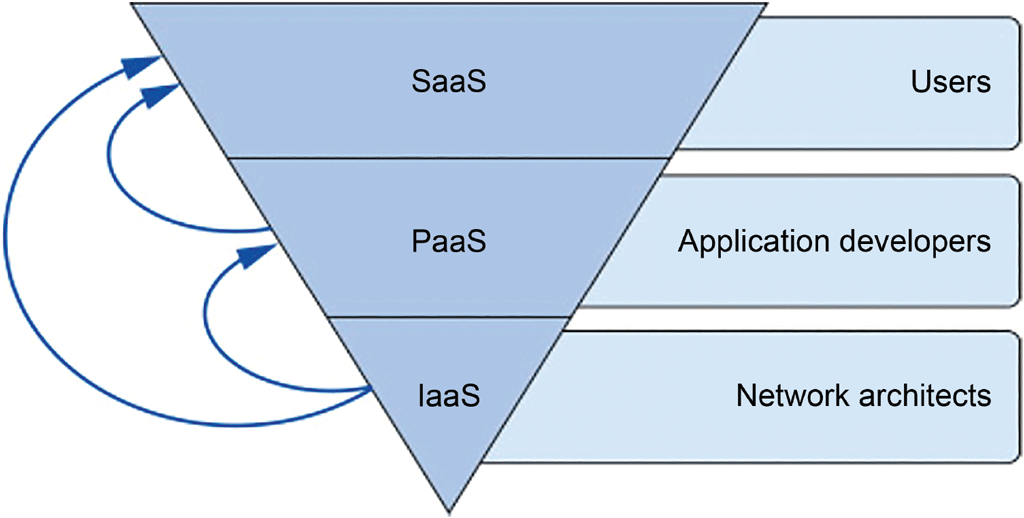 SaaS
Users
PaaS
Application developers
IaaS
Network architects